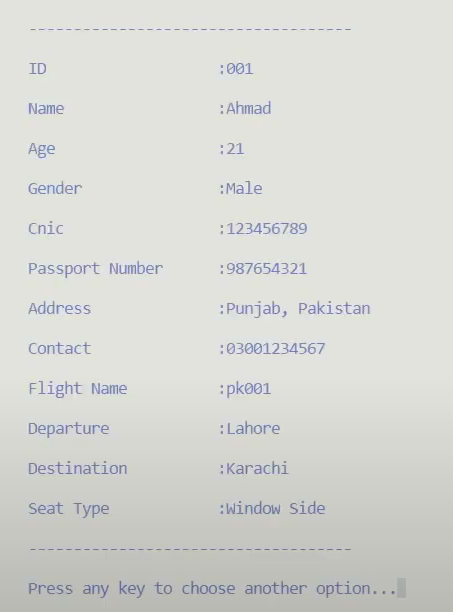 ------------------------------------
ID :001
Name :Ahmad
Age :21
Gender :Male
Cnic :123456789
Passport Number :987654321
Address :Punjab, Pakistan
Contact :03001234567
Flight Name :pk001
Departure :Lahore
Destination :Karachi
Seat Type :Window Side
------------------------------------
Press any key to choose another option...